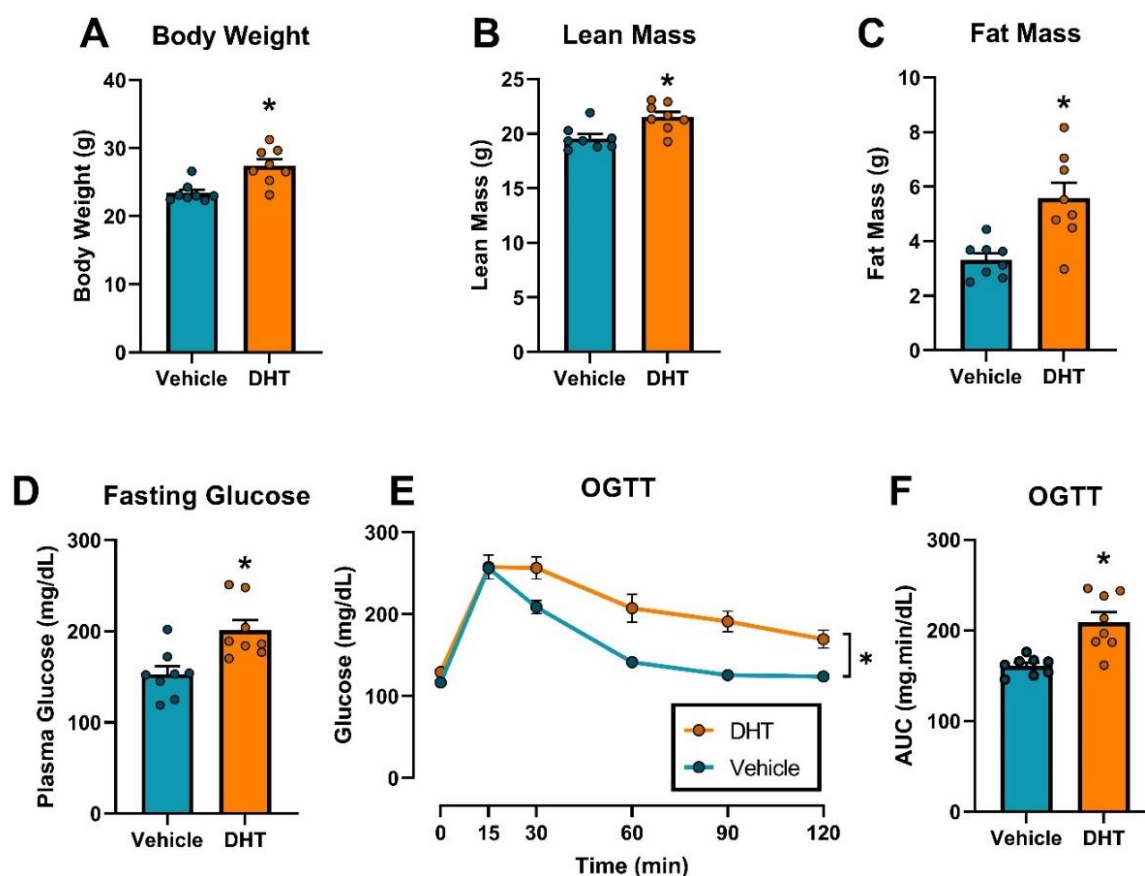 A Body Weight
40
30
20
10
0
Body Weight (g)
*
Vehicle DHT
B Lean Mass
25
20
15
10
5
0
Lean Mass (g)
*
Vehicle DHT
C Fat Mass
10
8
6
4
2
0
Fat Mass (g)
*
Vehicle DHT
D Fasting Glucose
300
200
100
0
Plasma Glucose (mg/dL)
*
Vehicle DHT
E OGTT
300
200
100
0
Glucose (mg/dL)
*
DHT
Vehicle
0 15 30 60 90 120
Time (min)
F OGTT
300
200
100
0
AUC (mg.min/dL)
*
Vehicle DHT